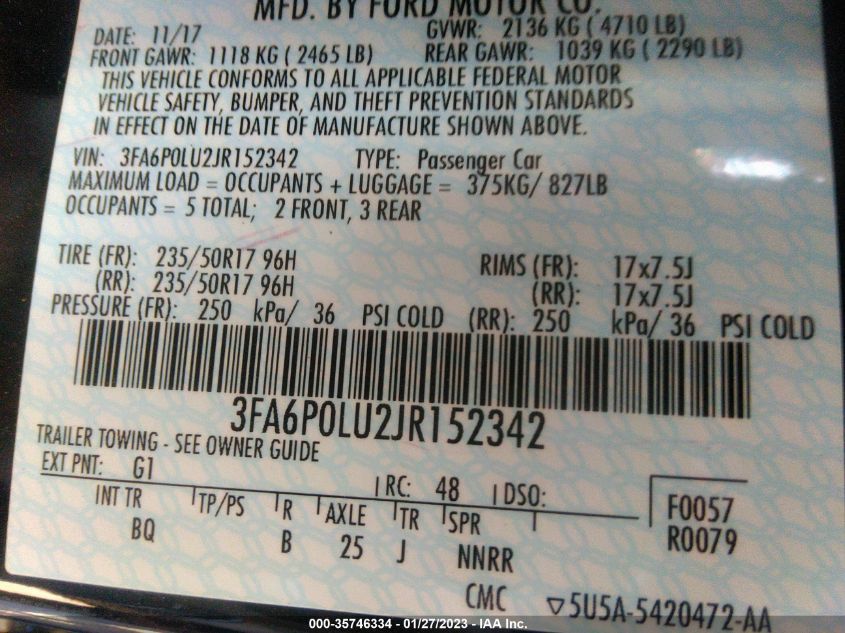 MFD. BY FORD MOTOR CO.
DATE: 11/17 GVWR: 2136 KG ( 4710 LB)
FRONT GAWR: 1118 KG ( 2465 LB) REAR GAWR: 1039 KG ( 2290 LB)
THIS VEHICLE CONFORMS TO ALL APPLICABLE FEDERAL MOTOR
VEHICLE SAFETY, BUMPER, AND THEFT PREVENTION STANDARDS
IN EFFECT ON THE DATE OF MANUFACTURE SHOWN ABOVE.
VIN: 3FA6P0LU2JR152342 TYPE: Passenger Car
MAXIMUM LOAD = OCCUPANTS + LUGGAGE = 375KG/ 827LB
OCCUPANTS = 5 TOTAL; 2 FRONT, 3 REAR
TIRE (FR): 235/50R17 96H RIMS (FR): 17x7.5J
(RR): 235/50R17 96H (RR): 17x7.5J
PRESSURE (FR): 250 kPa/ 36 PSI COLD (RR): 250 kPa/ 36 PSI COLD
3FA6P0LU2JR152342
TRAILER TOWING - SEE OWNER GUIDE
EXT PNT: G1 RC: 48 DSO: F0057
INT TR TP/PS R AXLE TR SPR R0079
BQ B 25 J NNRR
CMC ▽5U5A-5420472-AA
000-35746334 - 01/27/2023 - IAA Inc.